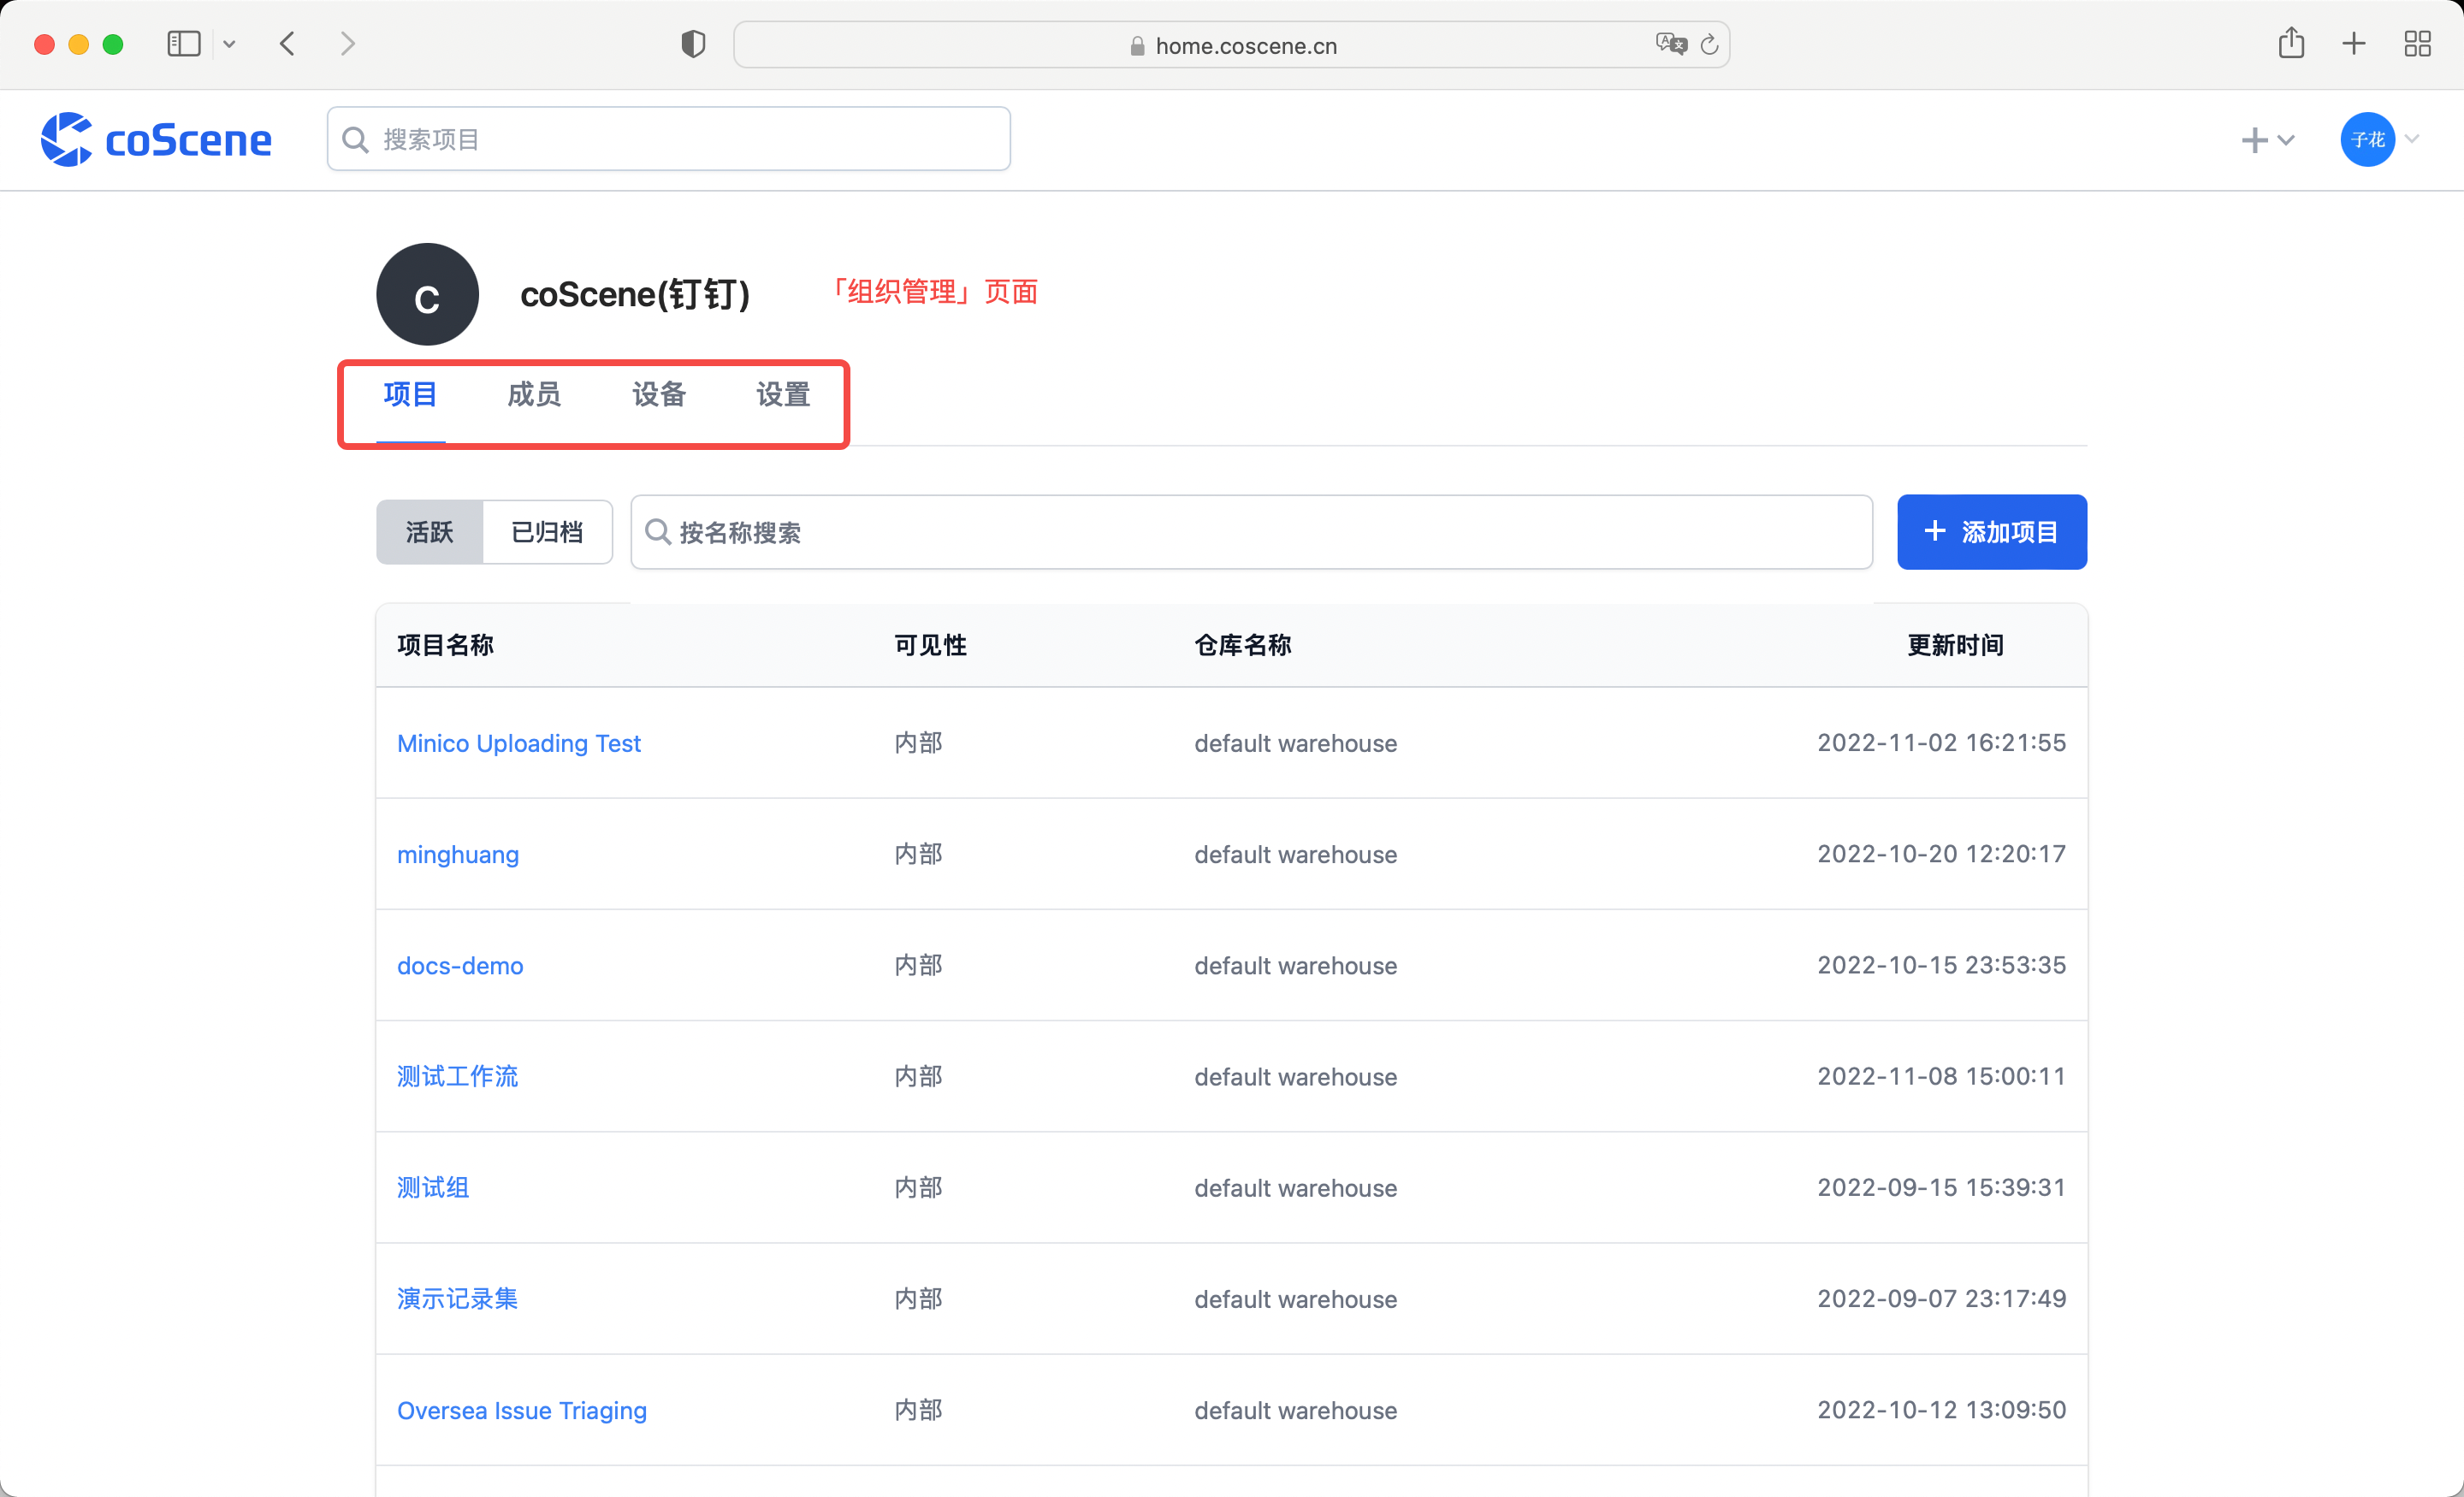 home.coscene.cn
coScene
搜索项目
子花
C
coScene(钉钉)
「组织管理」页面
项目 成员 设备 设置
活跃 已归档 按名称搜索 添加项目
项目名称 可见性 仓库名称 更新时间
Minico Uploading Test 内部 default warehouse 2022-11-02 16:21:55
minghuang 内部 default warehouse 2022-10-20 12:20:17
docs-demo 内部 default warehouse 2022-10-15 23:53:35
测试工作流 内部 default warehouse 2022-11-08 15:00:11
测试组 内部 default warehouse 2022-09-15 15:39:31
演示记录集 内部 default warehouse 2022-09-07 23:17:49
Oversea Issue Triaging 内部 default warehouse 2022-10-12 13:09:50